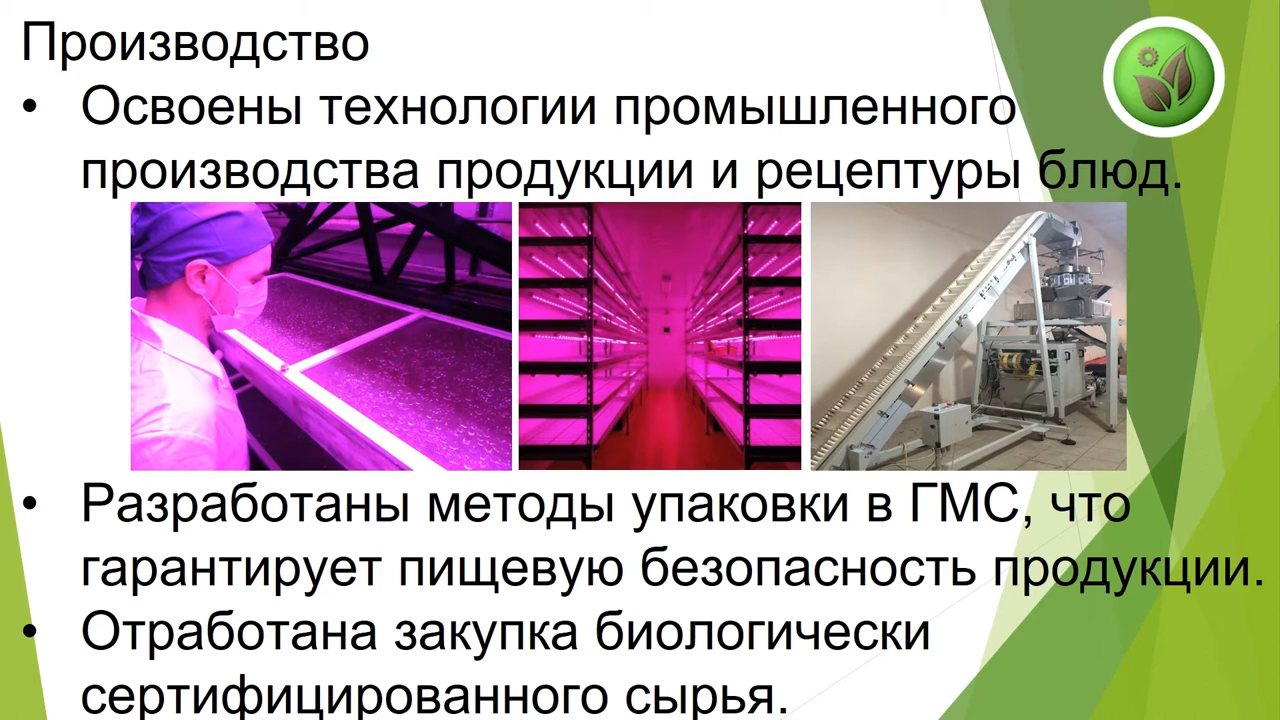 Производство
• Освоены технологии промышленного
производства продукции и рецептуры блюд.
• Разработаны методы упаковки в ГМС, что
гарантирует пищевую безопасность продукции.
• Отработана закупка биологически
сертифицированного сырья.